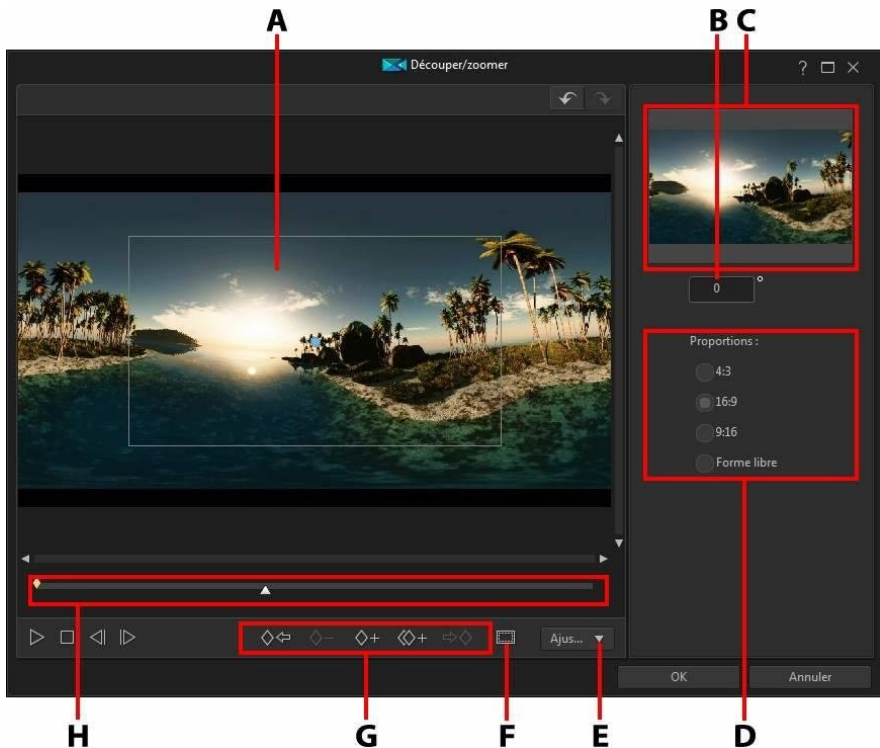 A
B C
Découper/zoomer
?
0 °
Proportions :
4:3
16:9
9:16
Forme libre
Ajus...
OK
Annuler
H
G
F
E
D